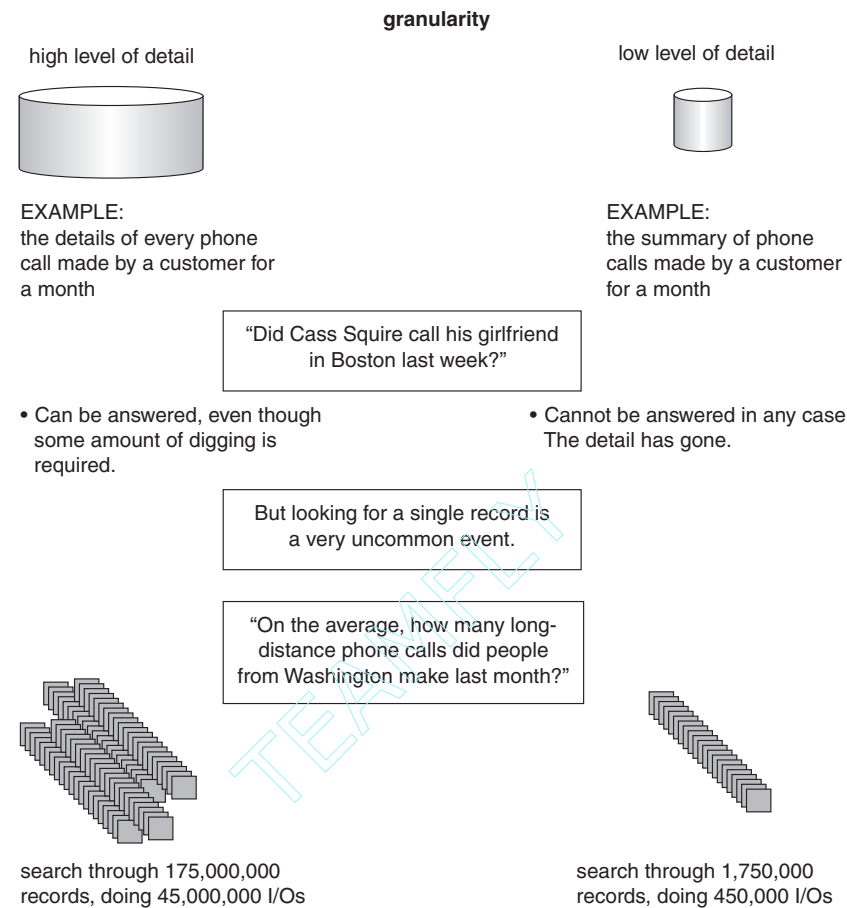 granularity
high level of detail
low level of detail
EXAMPLE:
the details of every phone
call made by a customer for
a month
EXAMPLE:
the summary of phone
calls made by a customer
for a month
“Did Cass Squire call his girlfriend
in Boston last week?”
• Can be answered, even though
some amount of digging is
required.
• Cannot be answered in any case
The detail has gone.
But looking for a single record is
a very uncommon event.
“On the average, how many long-
distance phone calls did people
from Washington make last month?”
TEAMFLY
search through 175,000,000
records, doing 45,000,000 I/Os
search through 1,750,000
records, doing 450,000 I/Os